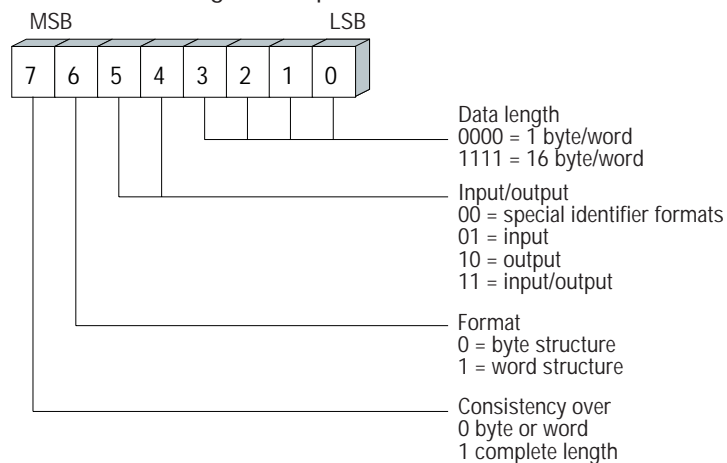 MSB LSB
7 6 5 4 3 2 1 0
Data length
0000 = 1 byte/word
1111 = 16 byte/word
Input/output
00 = special identifier formats
01 = input
10 = output
11 = input/output
Format
0 = byte structure
1 = word structure
Consistency over
0 byte or word
1 complete length